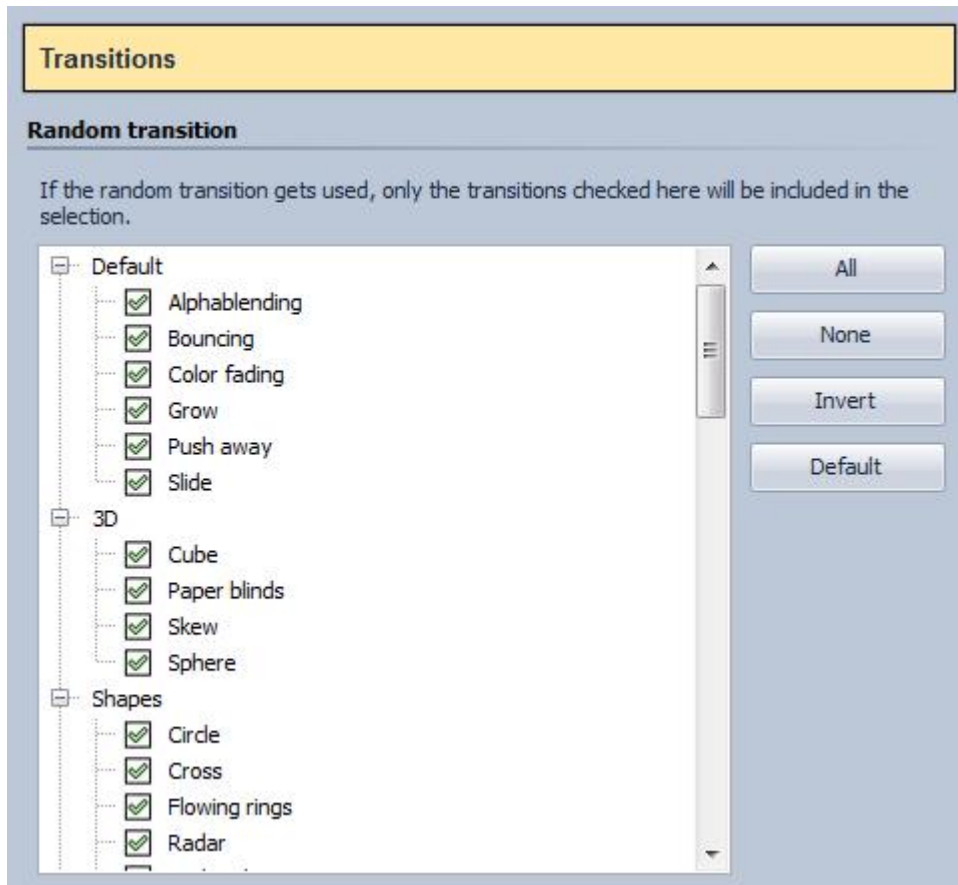 Transitions
Random transition
If the random transition gets used, only the transitions checked here will be included in the
selection.
Default
Alphablending
Bouncing
Color fading
Grow
Push away
Slide
3D
Cube
Paper blinds
Skew
Sphere
Shapes
Circle
Cross
Flowing rings
Radar
All
None
Invert
Default